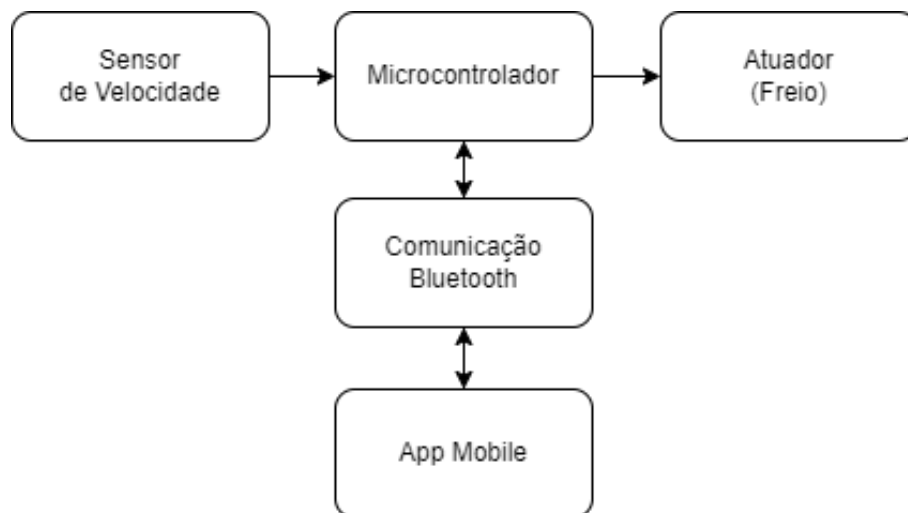 Sensor
de Velocidade
Microcontrolador
Atuador
(Freio)
Comunicação
Bluetooth
App Mobile